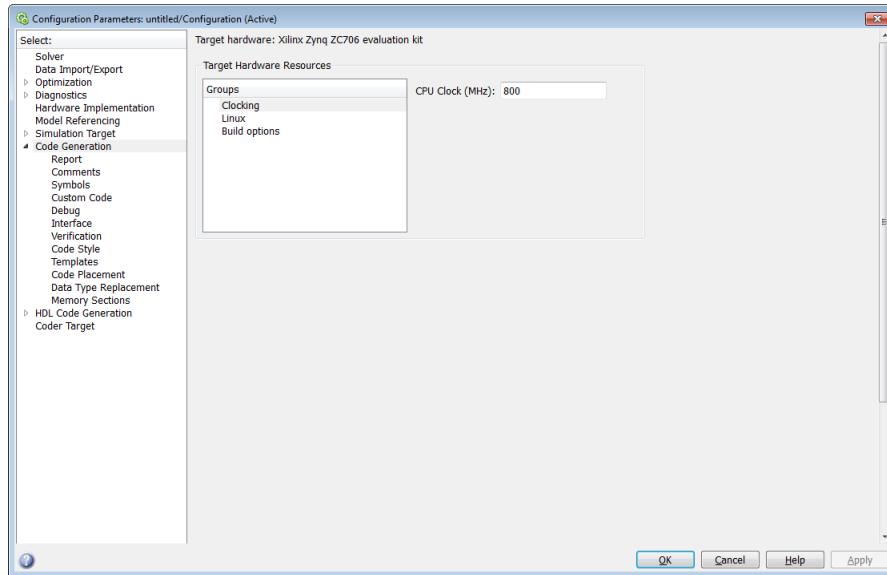 Configuration Parameters: untitled/Configuration (Active)
Select:
Solver
Data Import/Export
Optimization
Diagnostics
Hardware Implementation
Model Referencing
Simulation Target
Code Generation
Report
Comments
Symbols
Custom Code
Debug
Interface
Verification
Code Style
Templates
Code Placement
Data Type Replacement
Memory Sections
HDL Code Generation
Coder Target
Target hardware: Xilinx Zynq ZC706 evaluation kit
Target Hardware Resources
Groups
Clocking
Linux
Build options
CPU Clock (MHz): 800
OK Cancel Help Apply